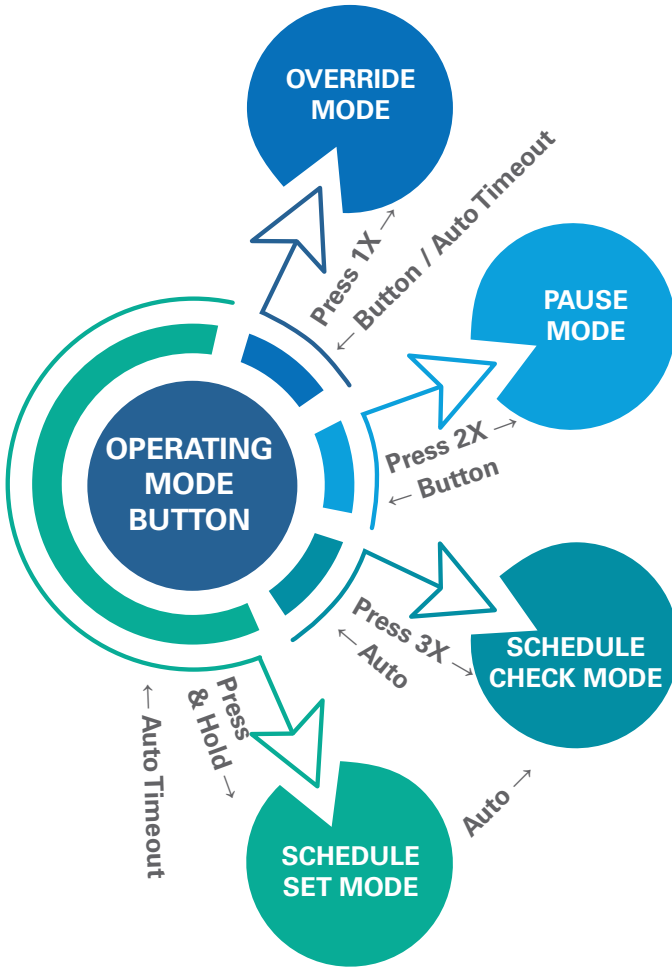 OVERRIDE
MODE
Press 1X →
← Button / Auto Timeout
PAUSE
MODE
Press 2X →
← Button
OPERATING
MODE
BUTTON
Press 3X →
← Auto
SCHEDULE
CHECK MODE
Press
& Hold →
← Auto Timeout
Auto →
SCHEDULE
SET MODE